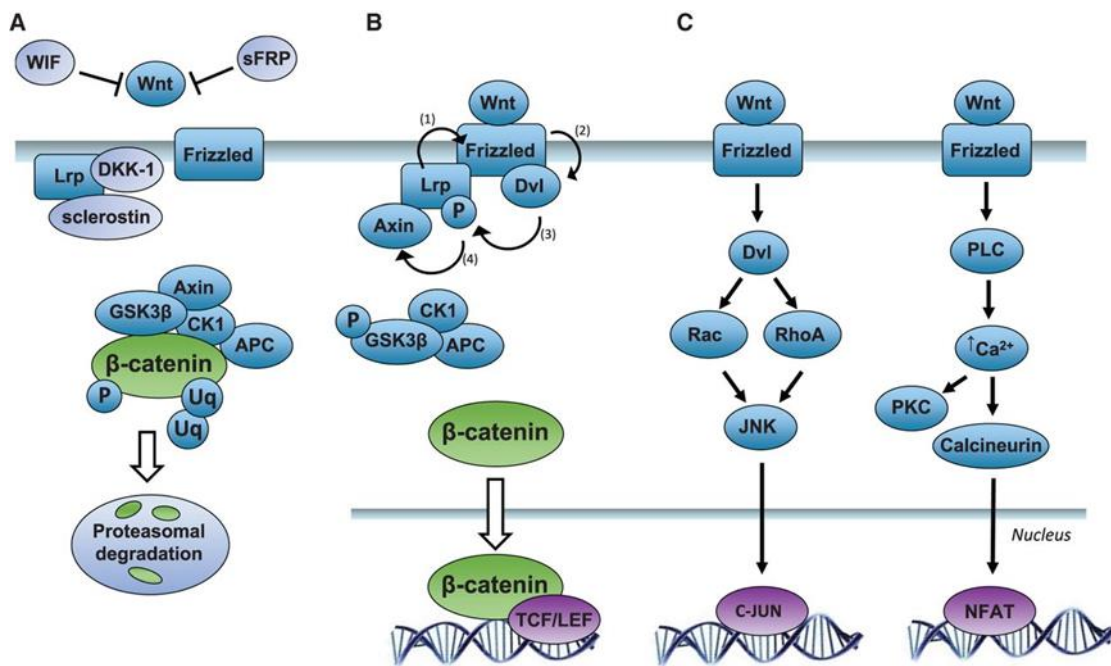 A
WIF
Wnt
sFRP
Lrp
DKK-1
sclerostin
Frizzled
Axin
GSK3β
CK1
APC
β-catenin
P
Uq
Uq
Proteasomal
degradation
B
Wnt
(1)
Frizzled
(2)
Lrp
Dvl
P
Axin
(3)
(4)
P
CK1
GSK3β
APC
β-catenin
β-catenin
TCF/LEF
C
Wnt
Frizzled
Dvl
Rac
RhoA
JNK
C-JUN
Wnt
Frizzled
PLC
↑Ca²⁺
PKC
Calcineurin
Nucleus
NFAT